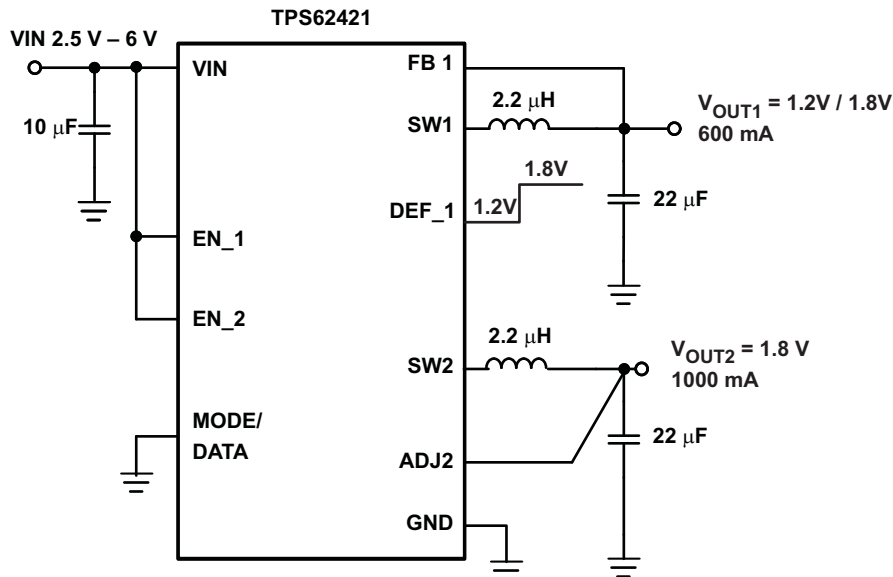 TPS62421
VIN 2.5 V – 6 V
VIN
FB 1
10 μF
2.2 μH
SW1
V_OUT1 = 1.2V / 1.8V
600 mA
1.8V
1.2V
DEF_1
22 μF
EN_1
EN_2
2.2 μH
SW2
V_OUT2 = 1.8 V
1000 mA
MODE/
DATA
22 μF
ADJ2
GND